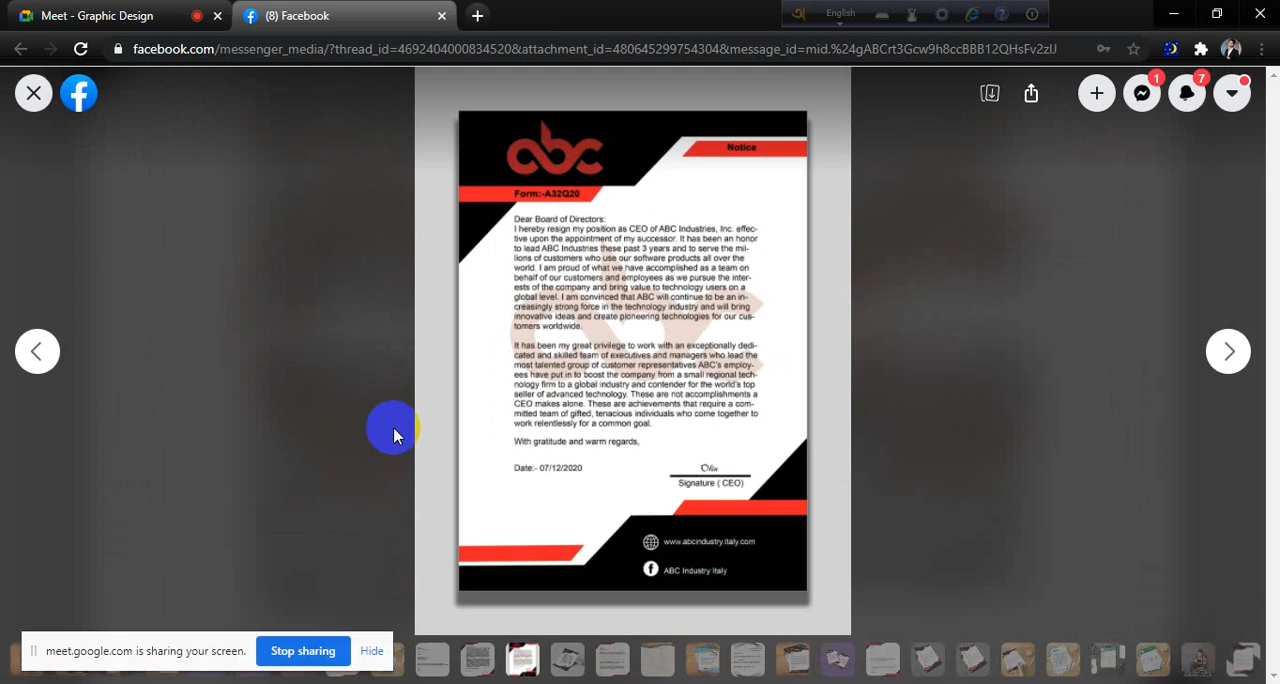 Meet - Graphic Design
(8) Facebook
English
facebook.com/messenger_media/?thread_id=4692404000834520&attachment_id=4806452997543048&message_id=mid.%24gABCrt3Gcw9h8ccBBB12QHsFv2zIJ
1
7
abc
Notice
Form:-A32Q20
Dear Board of Directors:
I hereby resign my position as CEO of ABC Industries, Inc. effec-
tive upon the appointment of my successor. It has been an honor
to lead ABC Industries these past 3 years and to serve the mil-
lions of customers who use our software products all over the
world. I am proud of what we have accomplished as a team on
behalf of our customers and employees as we pursue the inter-
ests of the company and bring value to technology users on a
global level. I am convinced that ABC will continue to be an in-
creasingly strong force in the technology industry and will bring
innovative ideas and create pioneering technologies for our cus-
tomers worldwide.
It has been my great privilege to work with an exceptionally dedi-
cated and skilled team of executives and managers who lead the
most talented group of customer representatives ABC's employ-
ees have put in to boost the company from a small regional tech-
nology firm to a global industry and contender for the world's top
seller of advanced technology. These are not accomplishments a
CEO makes alone. These are achievements that require a com-
mitted team of gifted, tenacious individuals who come together to
work relentlessly for a common goal.
With gratitude and warm regards,
Date:- 07/12/2020
Signature ( CEO)
www.abcindustry.italy.com
ABC Industry Italy
meet.google.com is sharing your screen.
Stop sharing
Hide